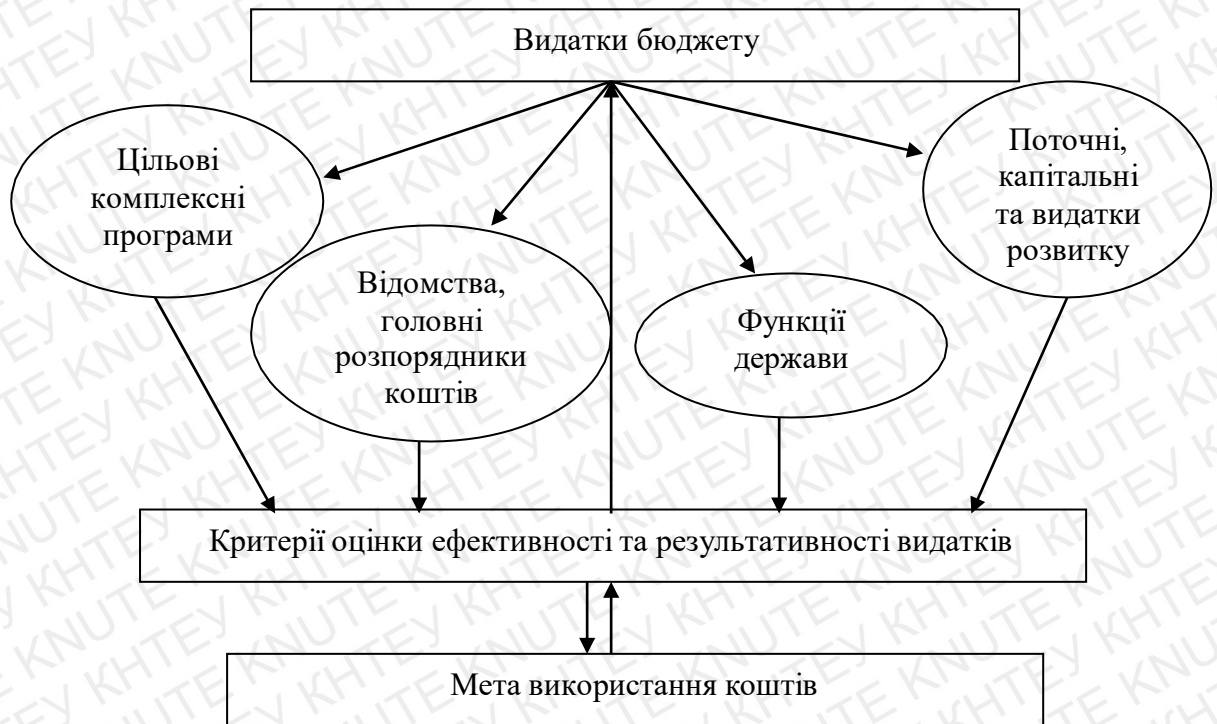 Видатки бюджету
Цільові
комплексні
програми
Поточні,
капітальні
та видатки
розвитку
Відомства,
головні
розпорядники
коштів
Функції
держави
Критерії оцінки ефективності та результативності видатків
Мета використання коштів